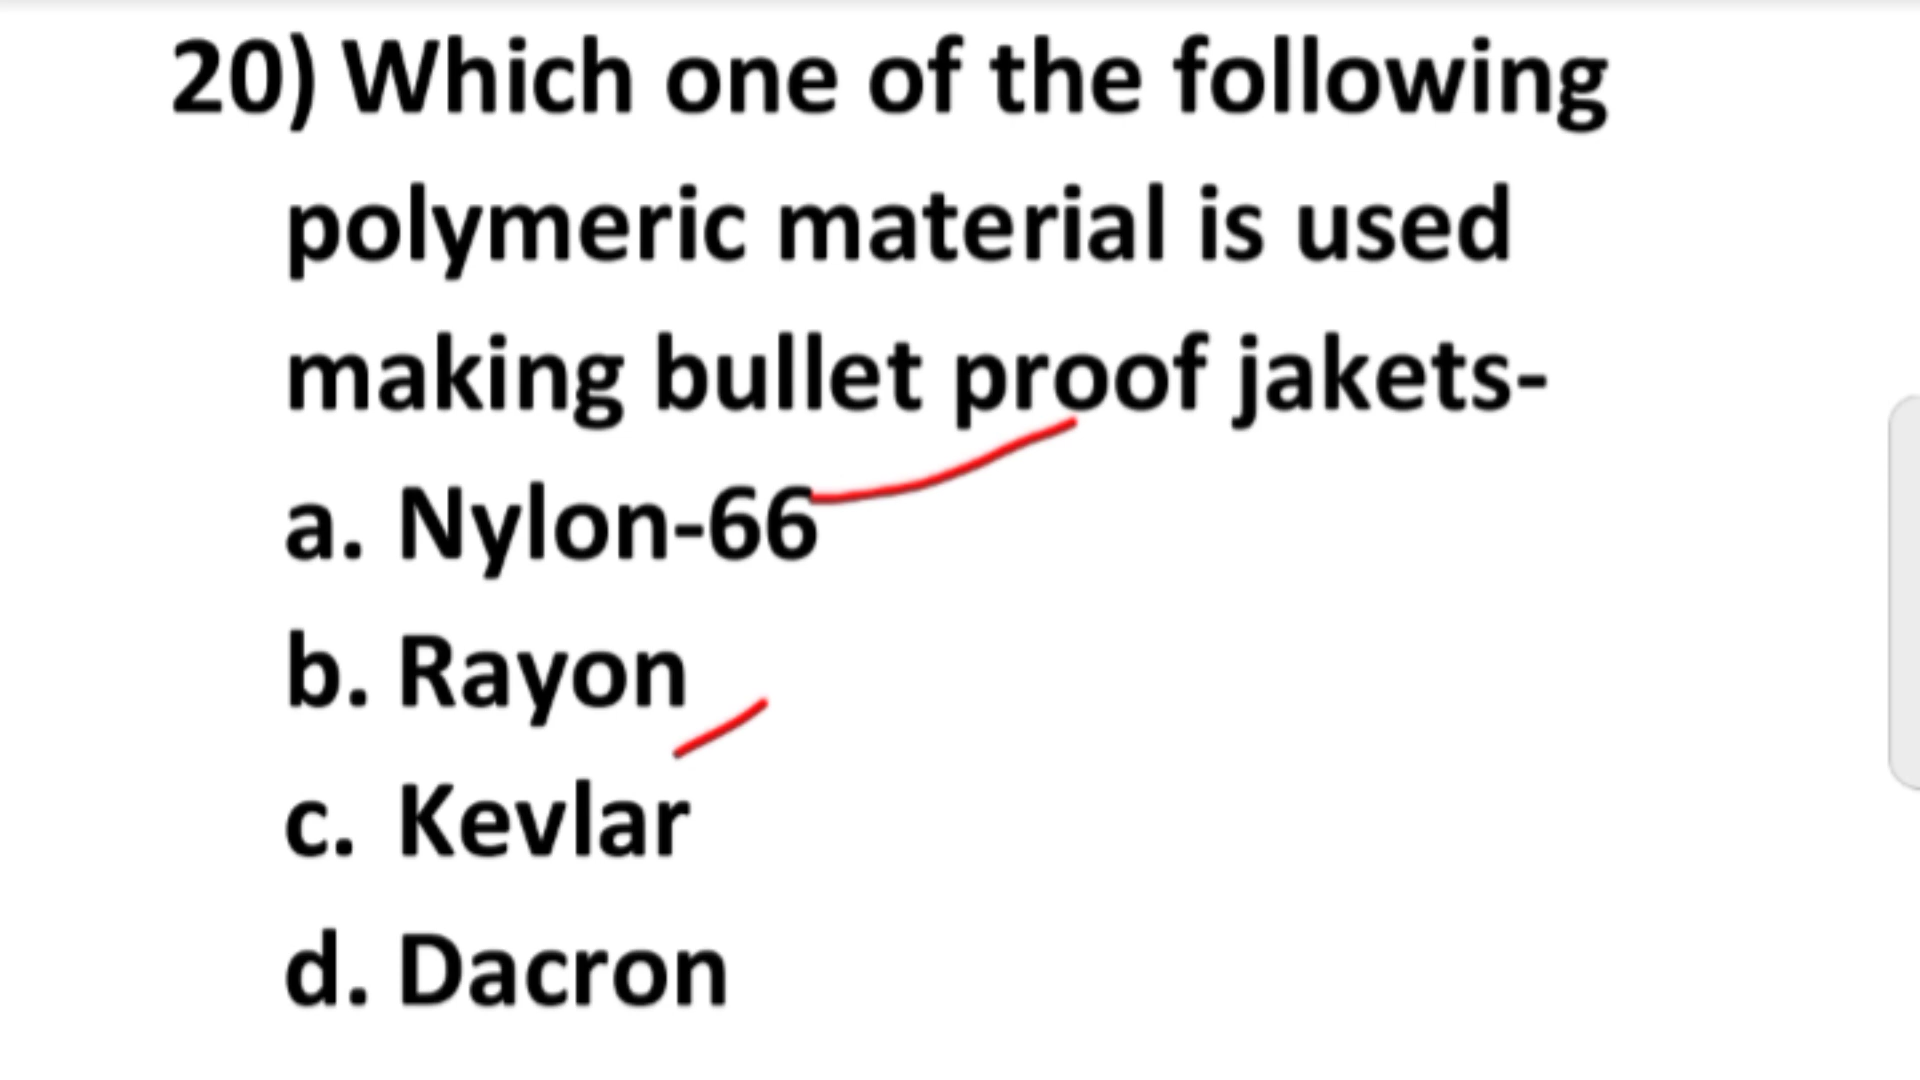 20) Which one of the following
polymeric material is used
making bullet proof jakets-
a. Nylon-66
b. Rayon
c. Kevlar
d. Dacron